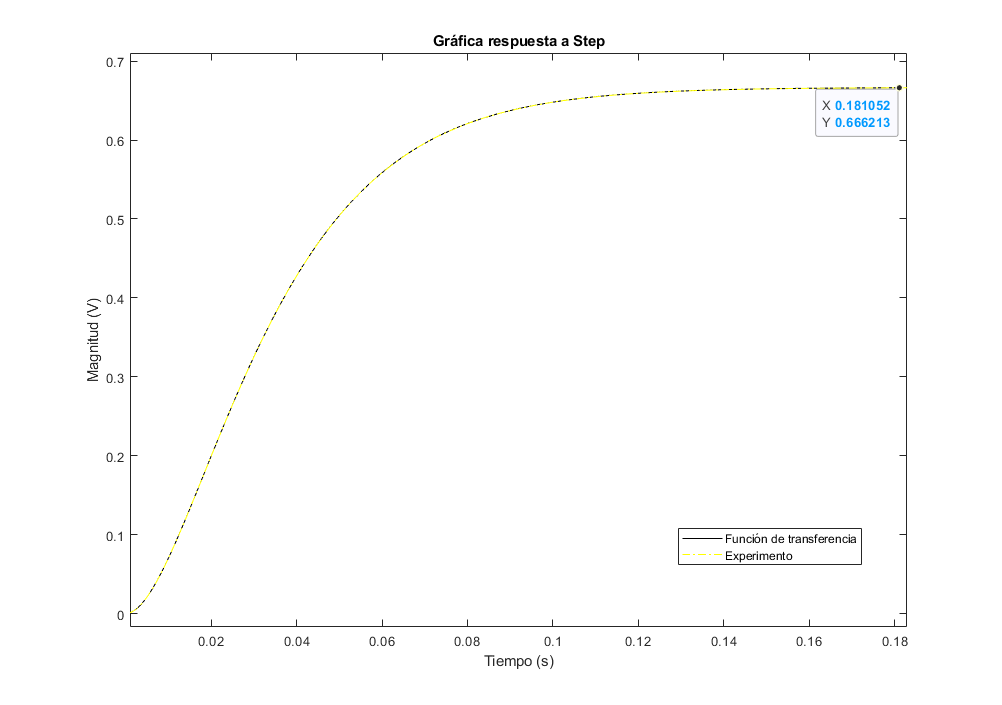 Gráfica respuesta a Step
0.7
0.6
0.5
0.4
0.3
0.2
0.1
0
Magnitud (V)
X 0.181052
Y 0.666213
Función de transferencia
Experimento
0.02 0.04 0.06 0.08 0.1 0.12 0.14 0.16 0.18
Tiempo (s)